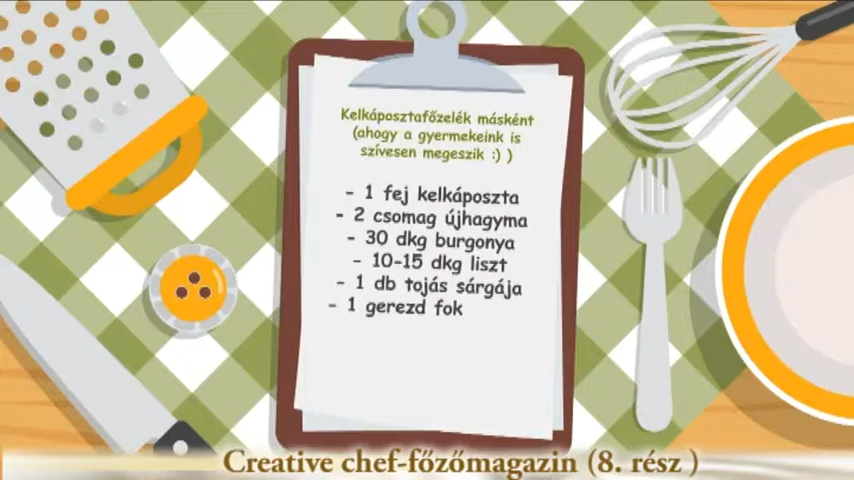 Kelkáposztafőzelék másként
(ahogy a gyermekeink is
szívesen megeszik :) )
- 1 fej kelkáposzta
- 2 csomag újhagyma
- 30 dkg burgonya
- 10-15 dkg liszt
- 1 db tojás sárgája
- 1 gerezd fok
Creative chef-főzőmagazin (8. rész )